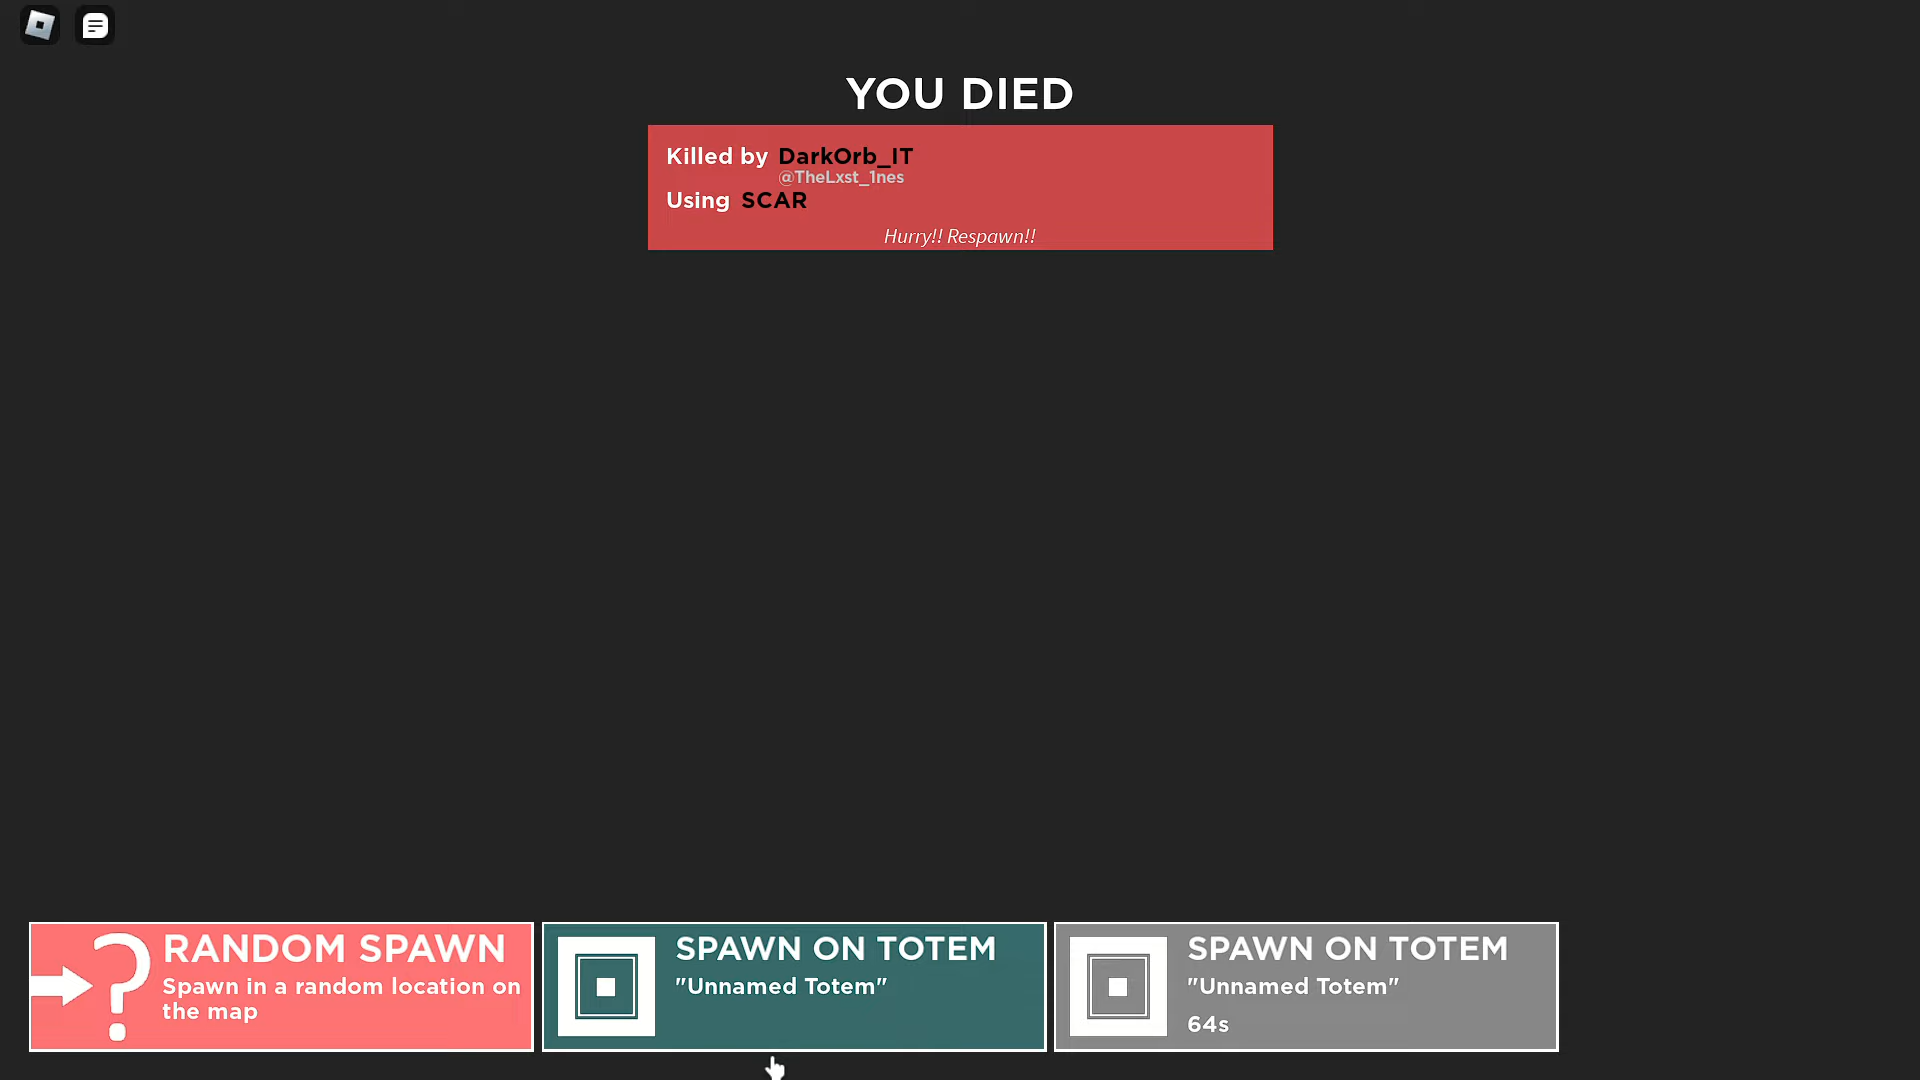 YOU DIED
Killed by DarkOrb_IT
@TheLxst_1nes
Using SCAR
Hurry!! Respawn!!
RANDOM SPAWN
Spawn in a random location on
the map
SPAWN ON TOTEM
"Unnamed Totem"
SPAWN ON TOTEM
"Unnamed Totem"
64s